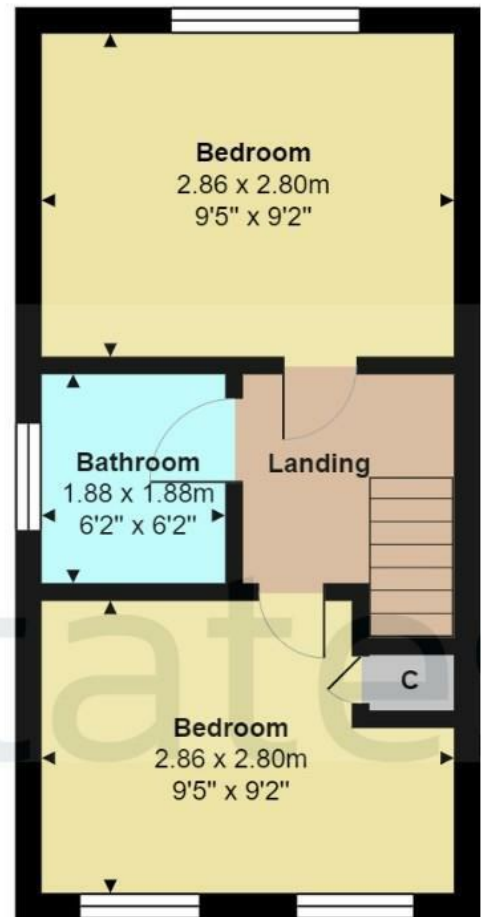 Bedroom
2.86 x 2.80m
9'5" x 9'2"
Bathroom
1.88 x 1.88m
6'2" x 6'2"
Landing
C
Bedroom
2.86 x 2.80m
9'5" x 9'2"
tates